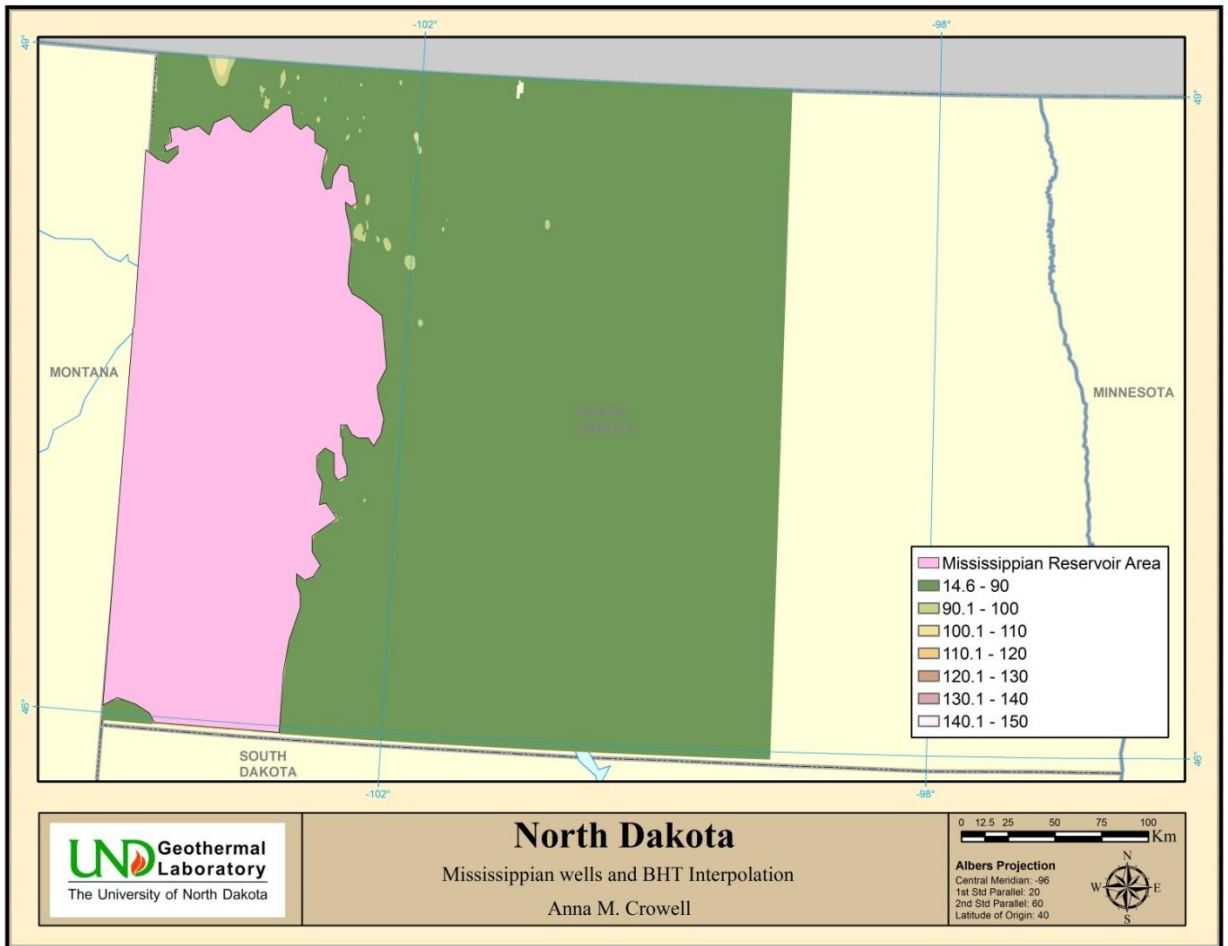 -102°
-98°
49°
49°
MONTANA
NORTH
DAKOTA
MINNESOTA
Mississippian Reservoir Area
14.6 - 90
90.1 - 100
100.1 - 110
110.1 - 120
120.1 - 130
130.1 - 140
140.1 - 150
46°
46°
SOUTH
DAKOTA
-102°
-98°
UND Geothermal
Laboratory
The University of North Dakota
North Dakota
Mississippian wells and BHT Interpolation
Anna M. Crowell
0 12.5 25 50 75 100
Km
Albers Projection
Central Meridian: -96
1st Std Parallel: 20
2nd Std Parallel: 60
Latitude of Origin: 40
N
W E
S